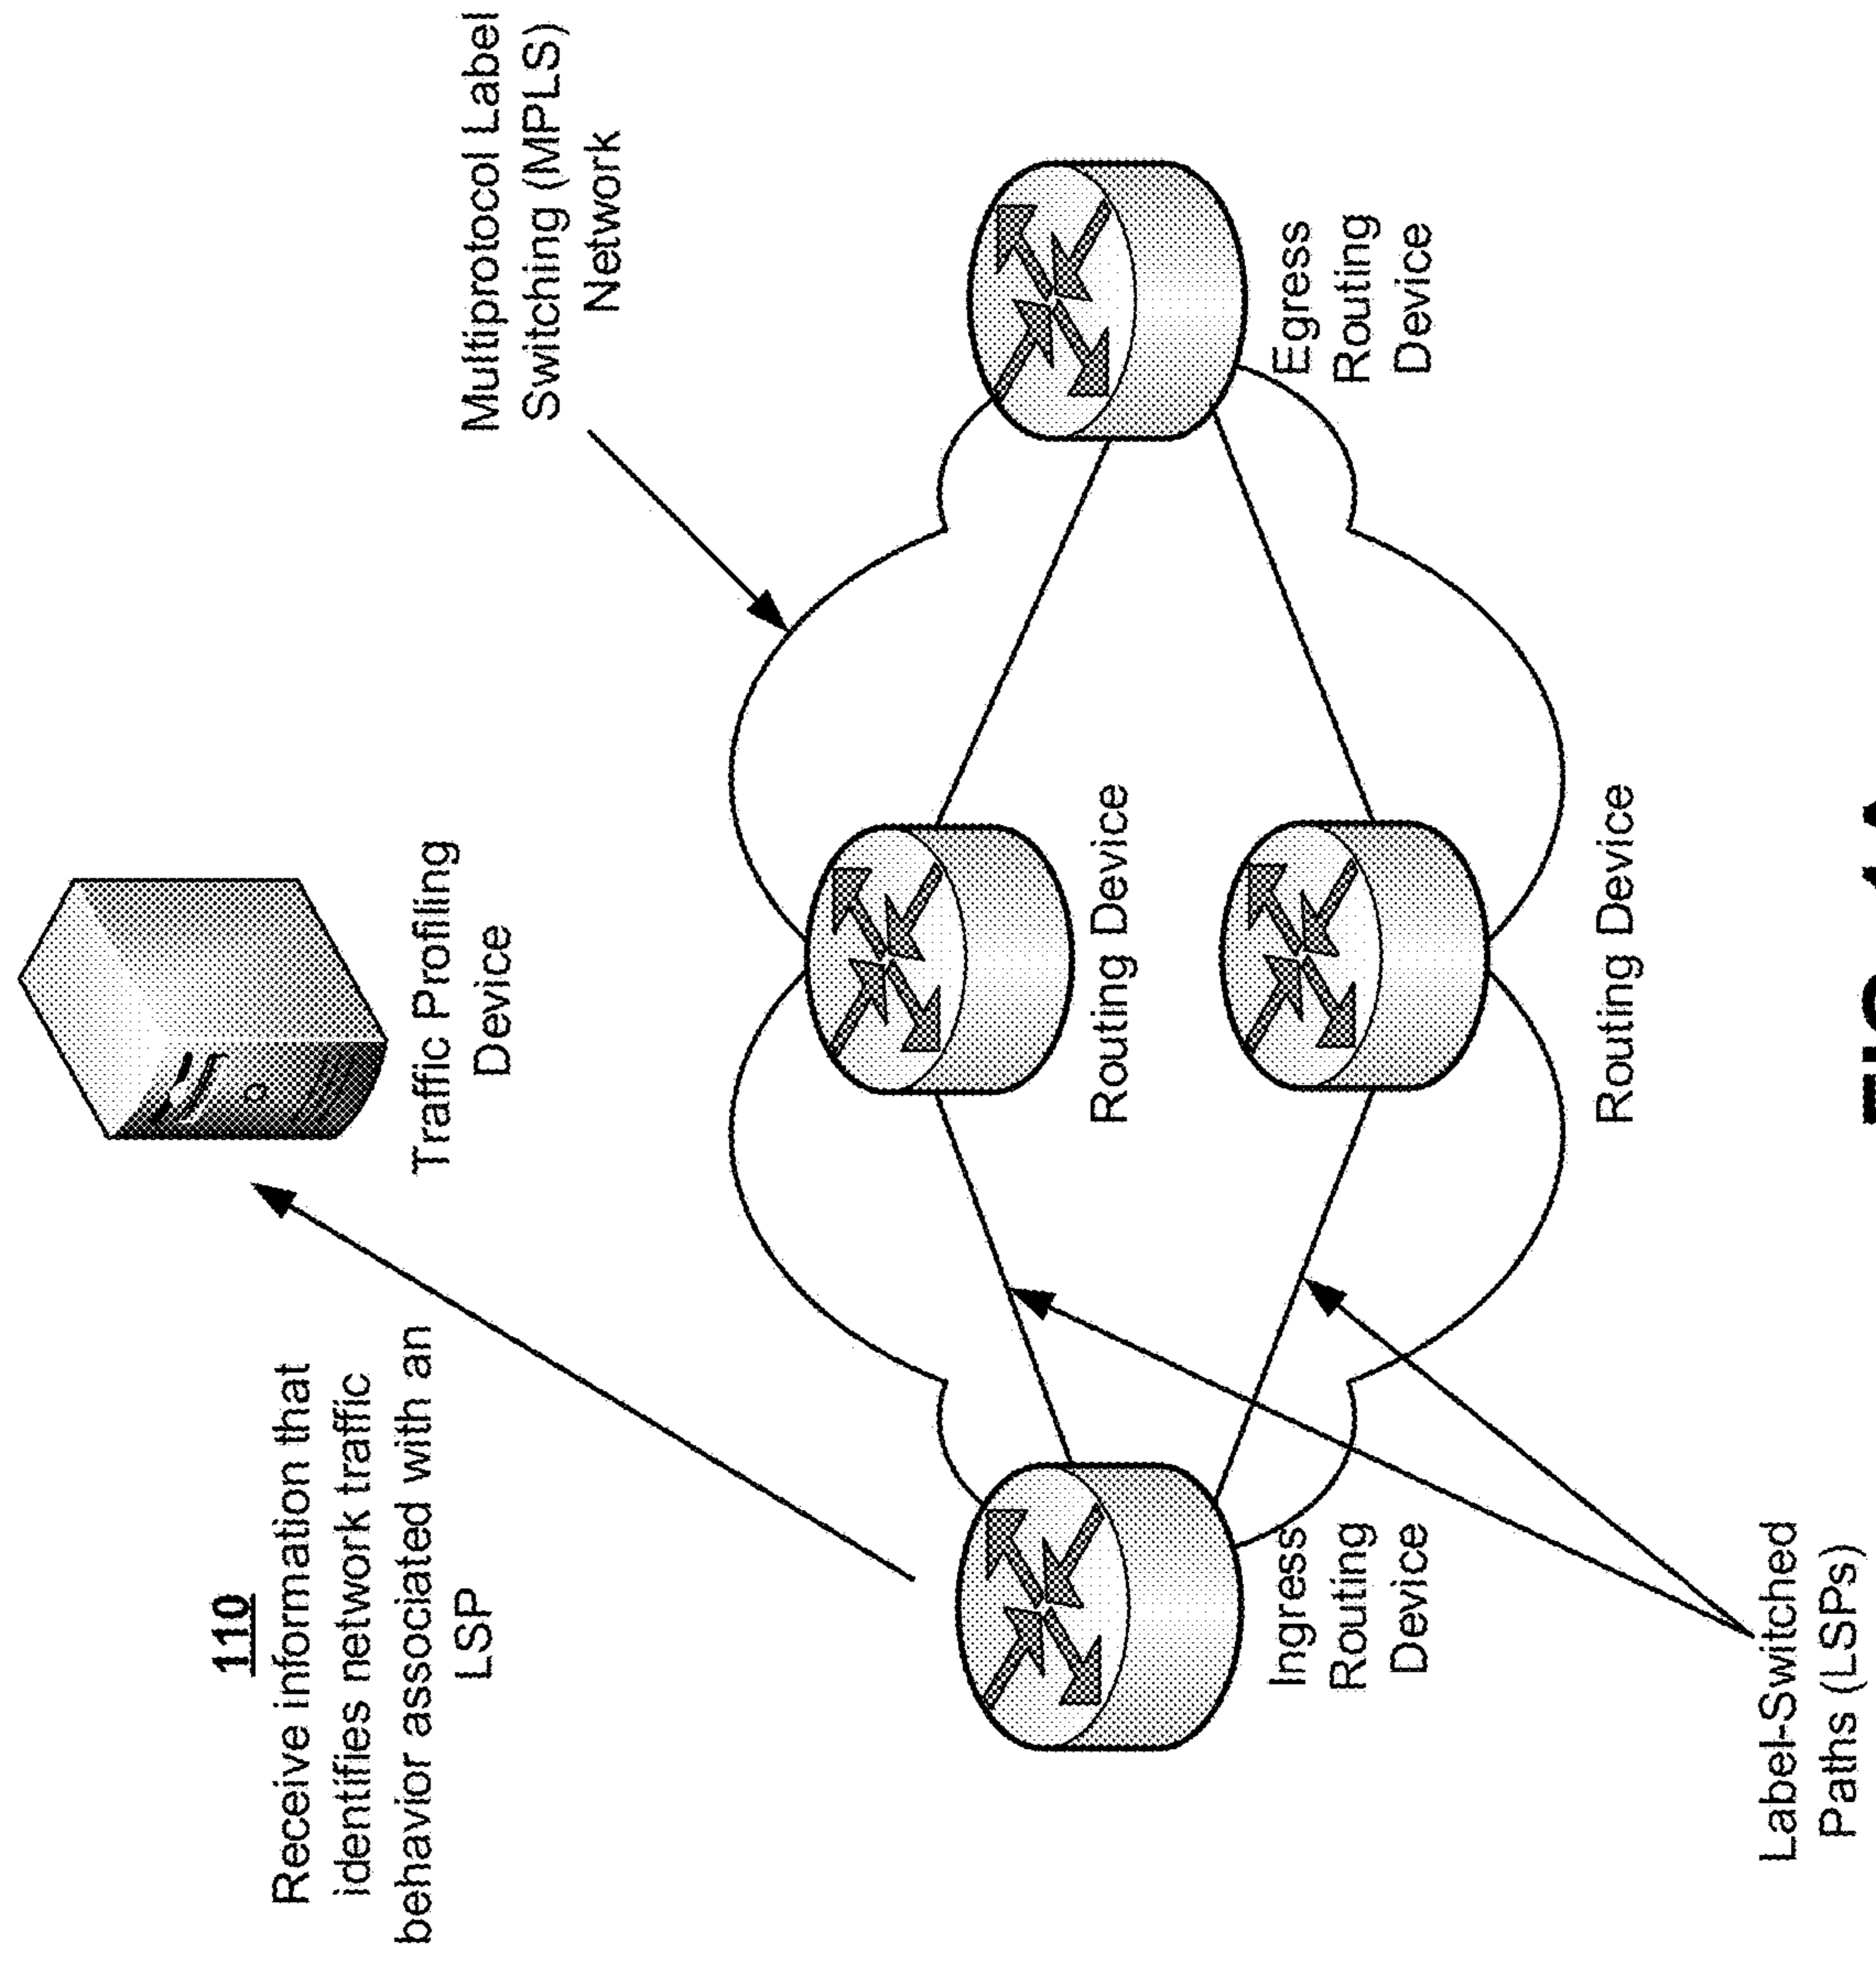 110
Receive information that
identifies network traffic
behavior associated with an
LSP
Traffic Profiling
Device
Multiprotocol Label
Switching (MPLS)
Network
Routing Device
Ingress
Routing
Device
Egress
Routing
Device
Routing Device
Label-Switched
Paths (LSPs)